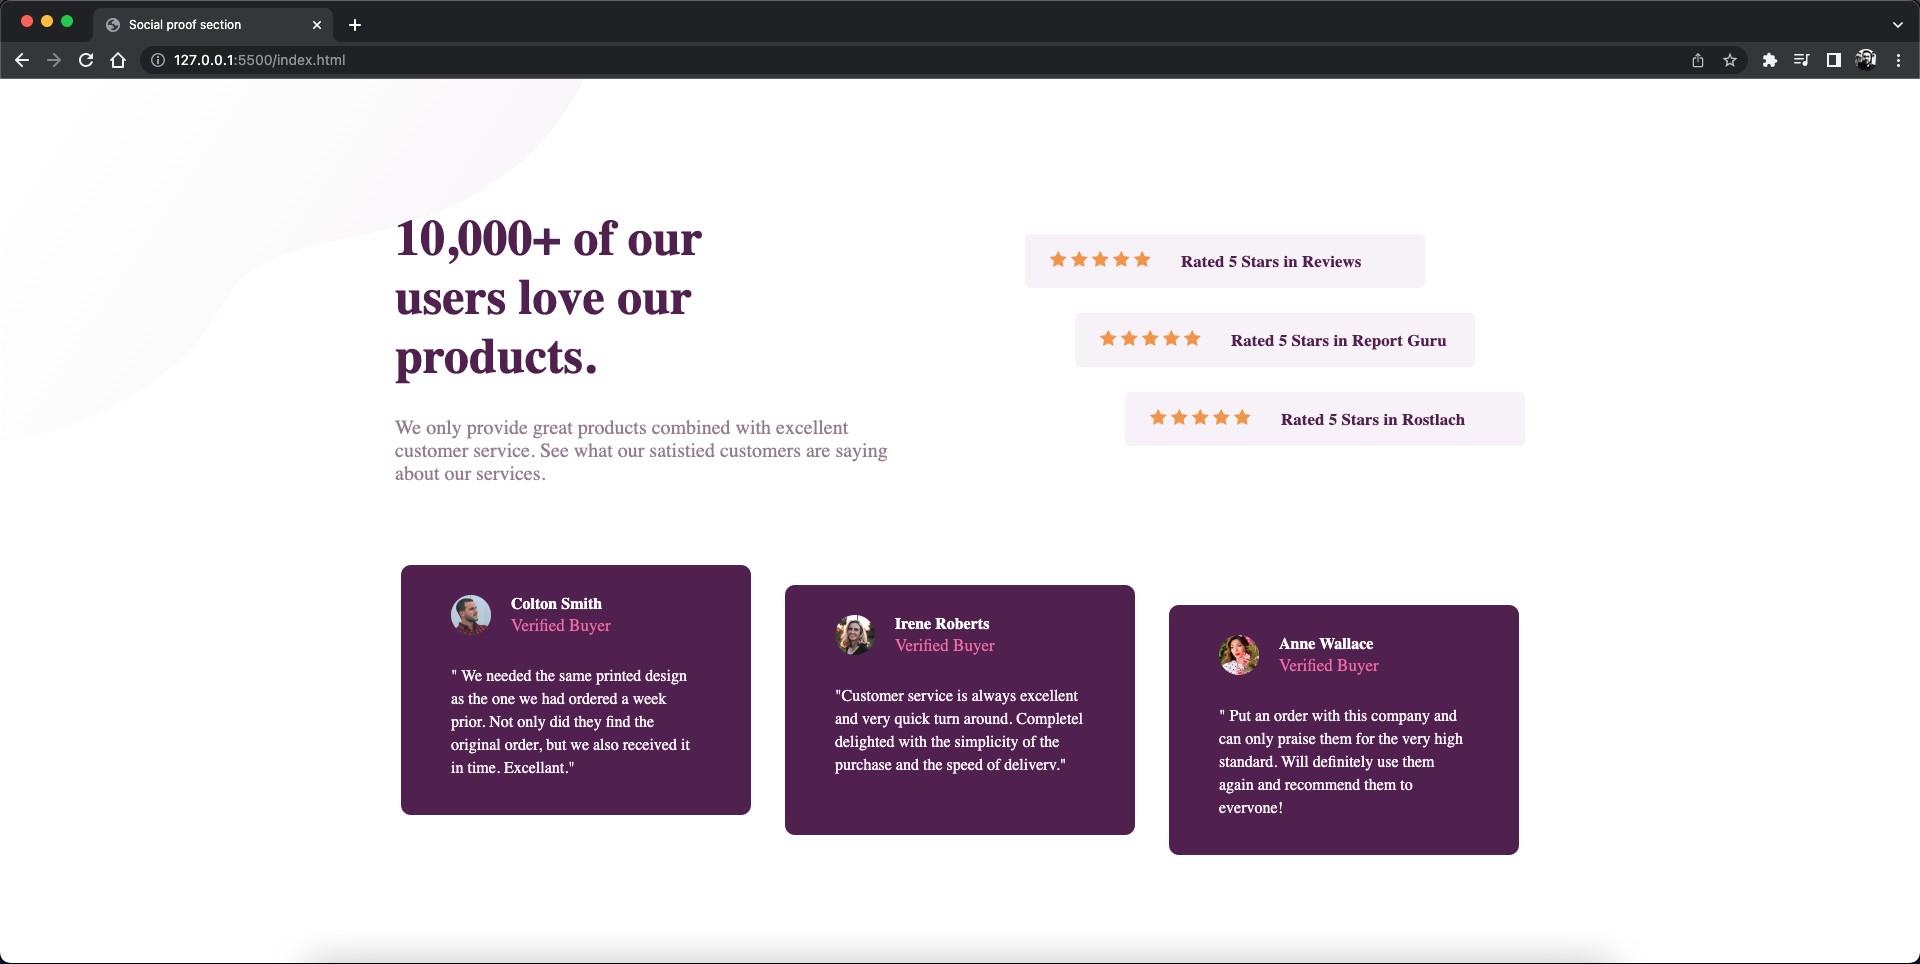 Social proof section
127.0.0.1:5500/index.html
10,000+ of our
users love our
products.
We only provide great products combined with excellent
customer service. See what our satistied customers are saying
about our services.
Rated 5 Stars in Reviews
Rated 5 Stars in Report Guru
Rated 5 Stars in Rostlach
Colton Smith
Verified Buyer
" We needed the same printed design
as the one we had ordered a week
prior. Not only did they find the
original order, but we also received it
in time. Excellant."
Irene Roberts
Verified Buyer
"Customer service is always excellent
and very quick turn around. Completel
delighted with the simplicity of the
purchase and the speed of delivery."
Anne Wallace
Verified Buyer
" Put an order with this company and
can only praise them for the very high
standard. Will definitely use them
again and recommend them to
everyone!